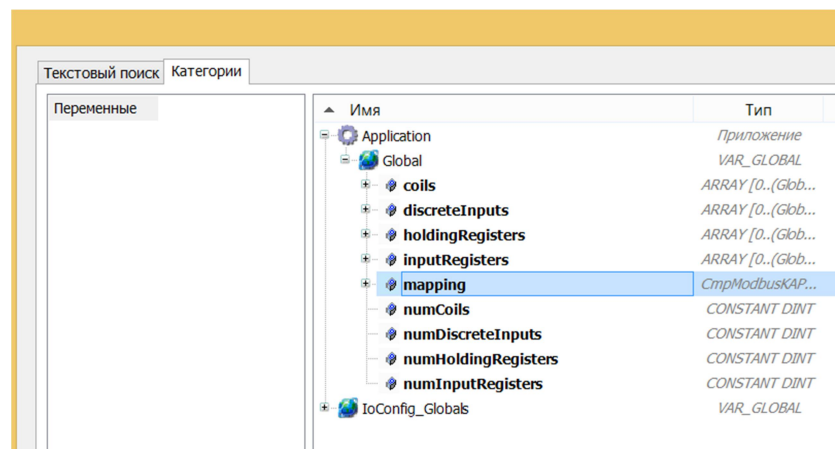 Текстовый поиск Категории
Переменные
Имя Тип
Application Приложение
Global VAR_GLOBAL
coils ARRAY [0..(Glob...
discreteInputs ARRAY [0..(Glob...
holdingRegisters ARRAY [0..(Glob...
inputRegisters ARRAY [0..(Glob...
mapping CmpModbusKAP...
numCoils CONSTANT DINT
numDiscreteInputs CONSTANT DINT
numHoldingRegisters CONSTANT DINT
numInputRegisters CONSTANT DINT
IoConfig_Globals VAR_GLOBAL